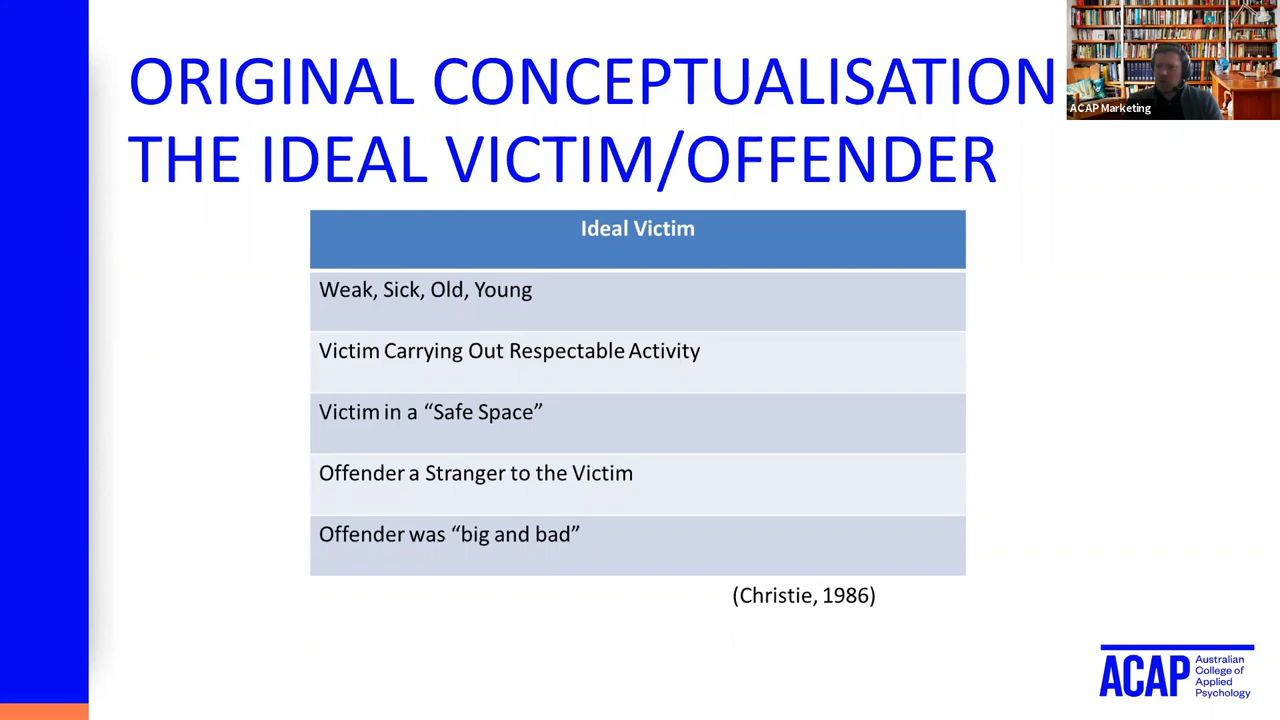 ORIGINAL CONCEPTUALISATION
THE IDEAL VICTIM/OFFENDER
ACAP Marketing
Ideal Victim
Weak, Sick, Old, Young
Victim Carrying Out Respectable Activity
Victim in a “Safe Space”
Offender a Stranger to the Victim
Offender was “big and bad”
(Christie, 1986)
ACAP
Australian
College of
Applied
Psychology